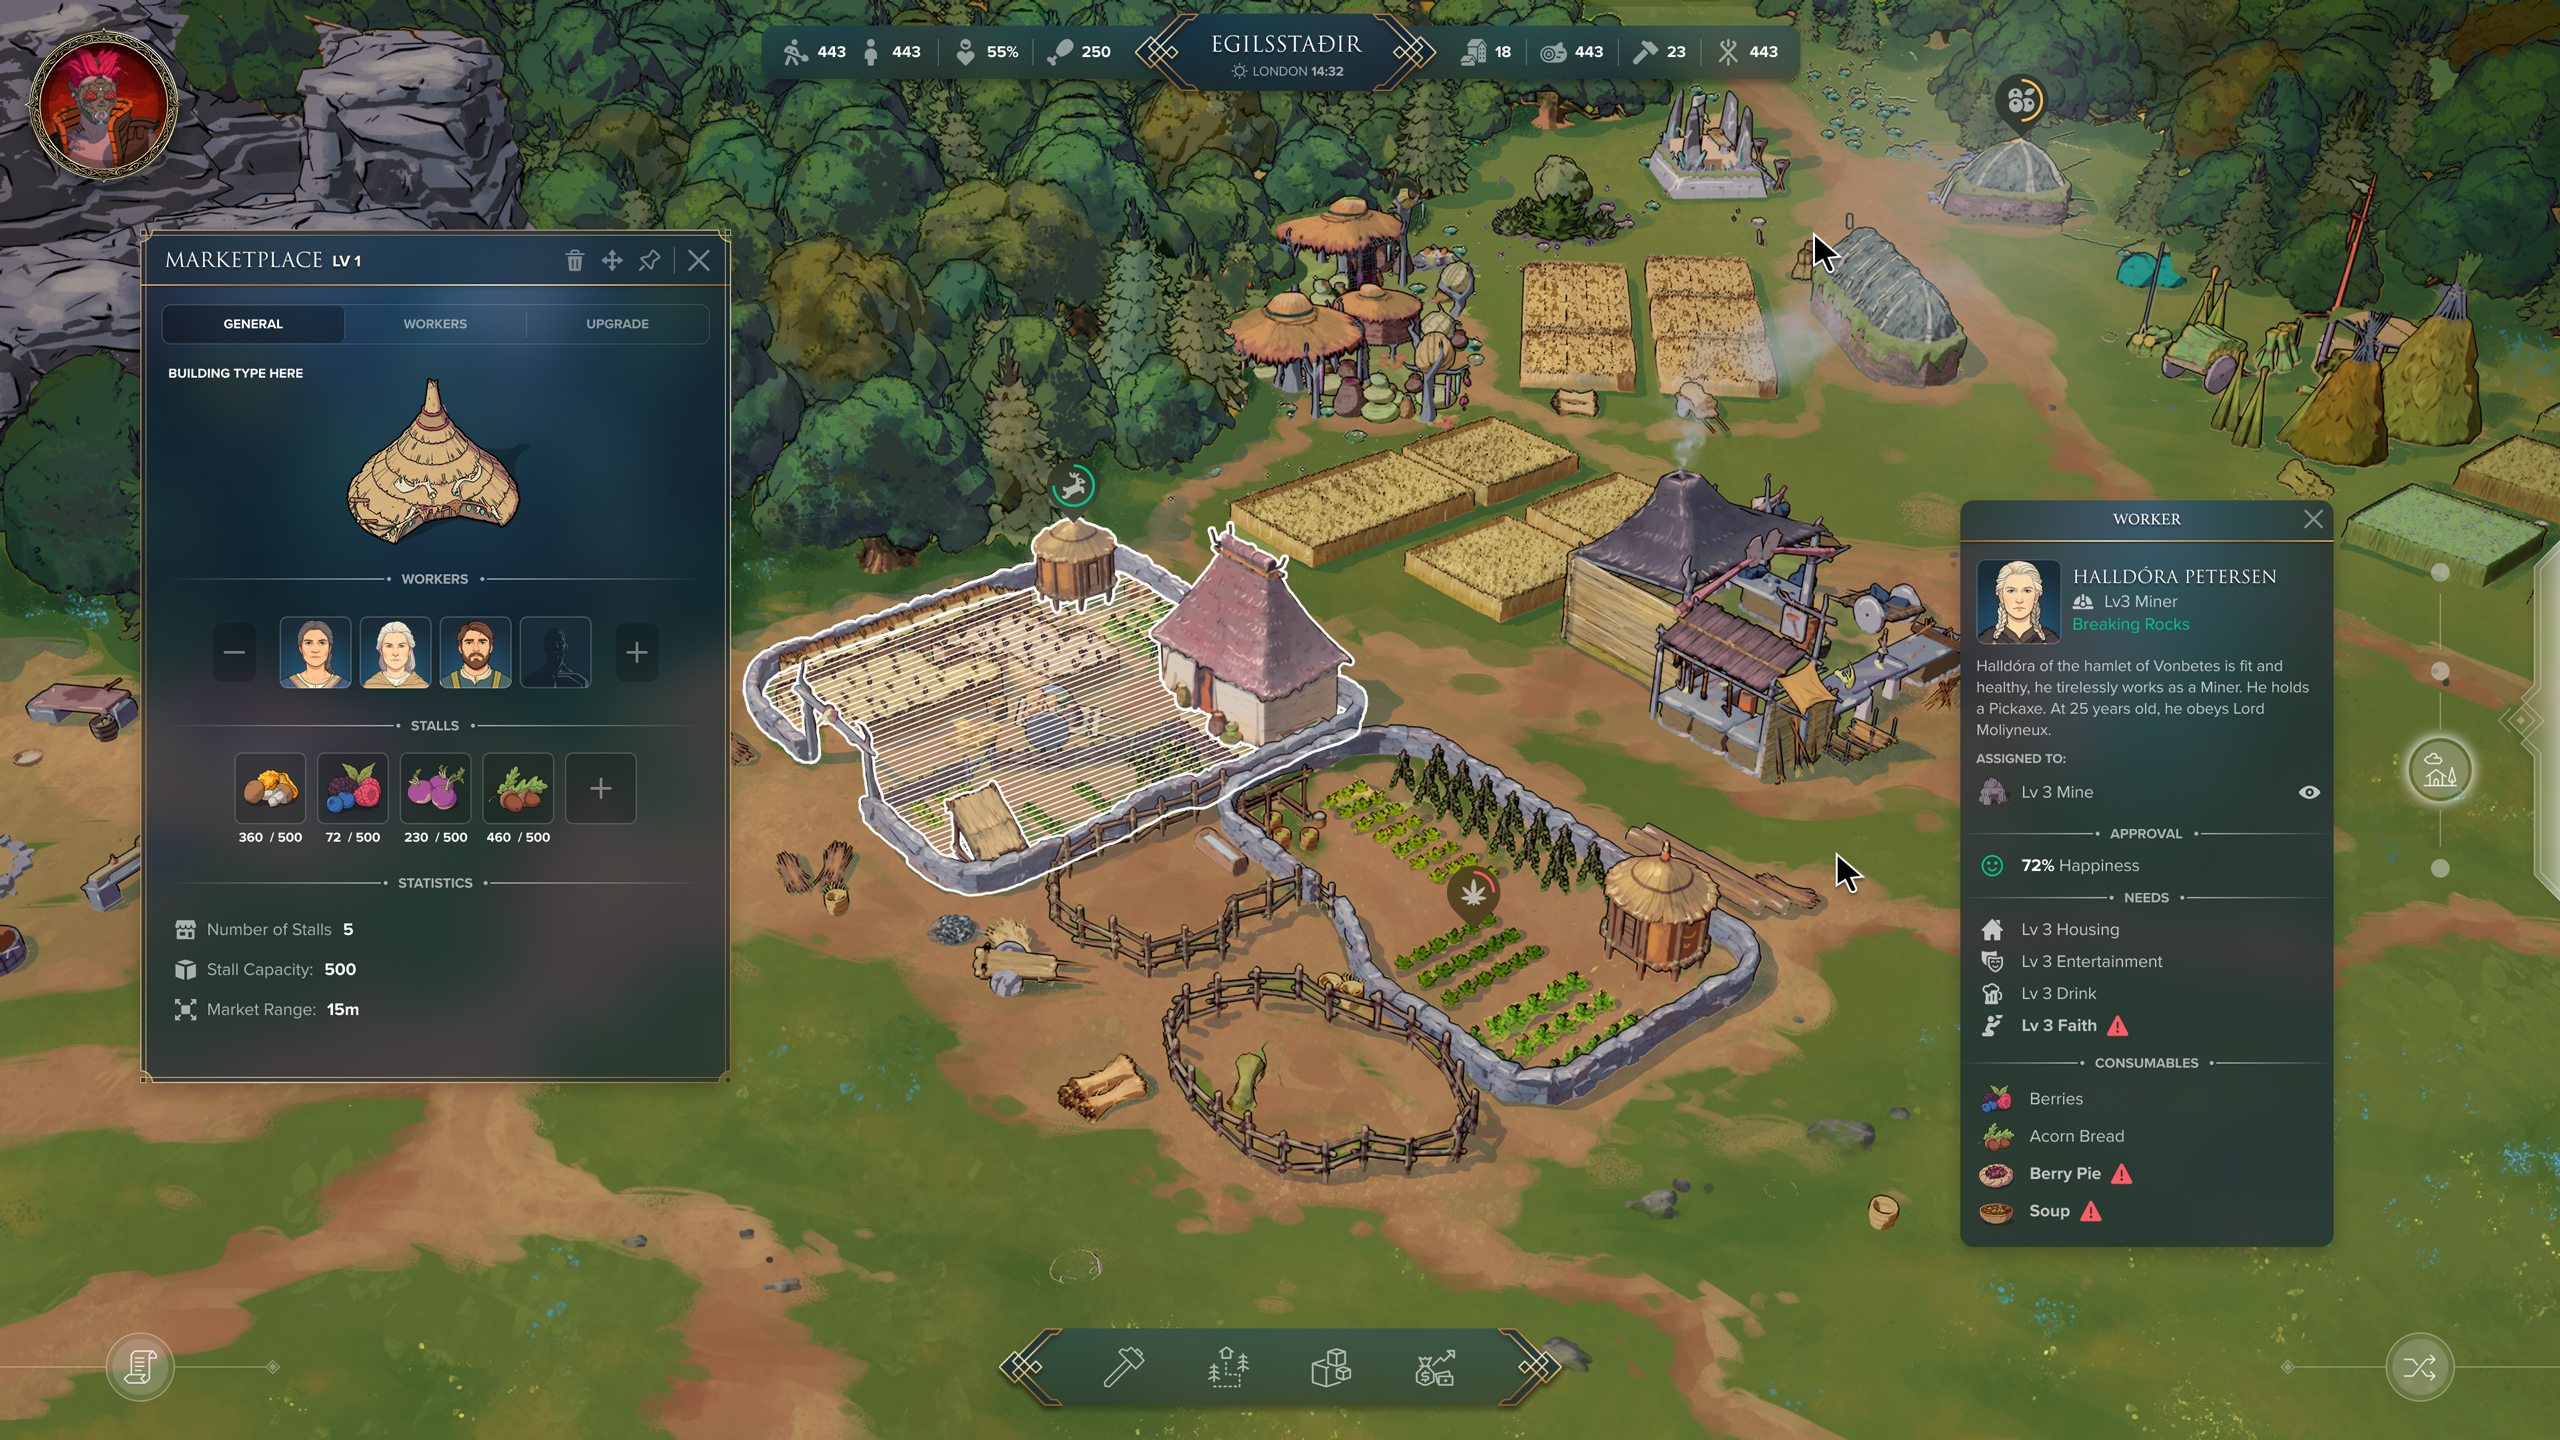 443 443 55% 250
EGILSSTAÐIR
LONDON 14:32
18 443 23 443
MARKETPLACE LV 1
GENERAL WORKERS UPGRADE
BUILDING TYPE HERE
WORKERS
STALLS
360 / 500 72 / 500 230 / 500 460 / 500
STATISTICS
Number of Stalls 5
Stall Capacity: 500
Market Range: 15m
WORKER
HALLDÓRA PETERSEN
Lv3 Miner
Breaking Rocks
Halldóra of the hamlet of Vonbetes is fit and
healthy, he tirelessly works as a Miner. He holds
a Pickaxe. At 25 years old, he obeys Lord
Moliyneux.
ASSIGNED TO:
Lv 3 Mine
APPROVAL
72% Happiness
NEEDS
Lv 3 Housing
Lv 3 Entertainment
Lv 3 Drink
Lv 3 Faith
CONSUMABLES
Berries
Acorn Bread
Berry Pie
Soup